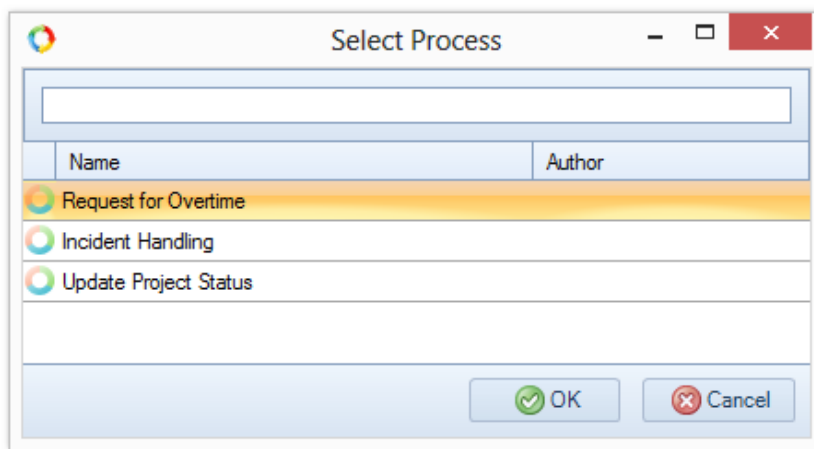 Select Process
Name Author
Request for Overtime
Incident Handling
Update Project Status
OK Cancel